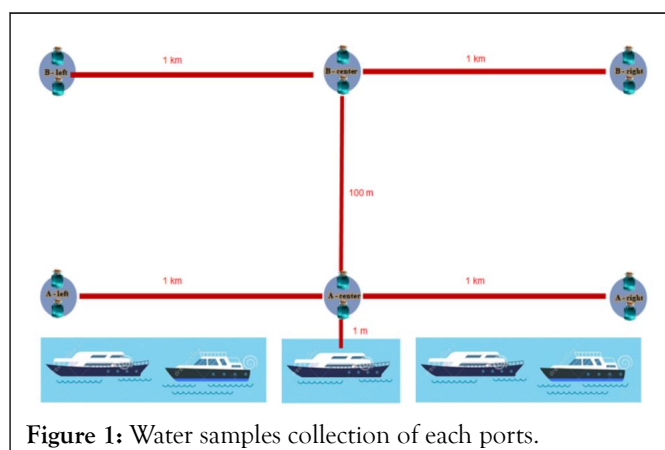 1 km 1 km
B - left B - center B - right
100 m
1 km 1 km
A - left A - center A - right
1 m
Figure 1: Water samples collection of each ports.